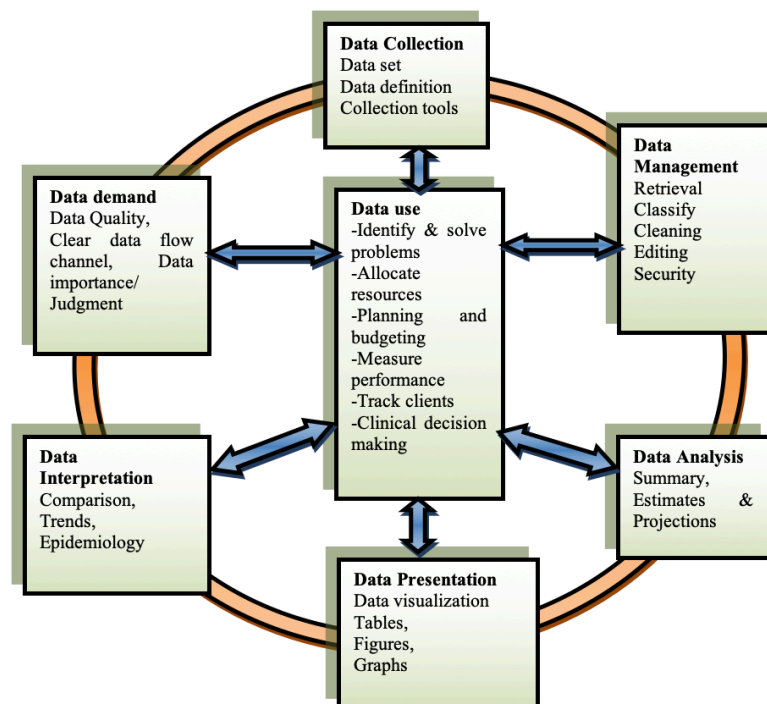 Data Collection
Data set
Data definition
Collection tools
Data
Management
Retrieval
Classify
Cleaning
Editing
Security
Data demand
Data Quality,
Clear data flow
channel, Data
importance/
Judgment
Data use
-Identify & solve
problems
-Allocate
resources
-Planning and
budgeting
-Measure
performance
-Track clients
-Clinical decision
making
Data
Interpretation
Comparison,
Trends,
Epidemiology
Data Analysis
Summary,
Estimates &
Projections
Data Presentation
Data visualization
Tables,
Figures,
Graphs